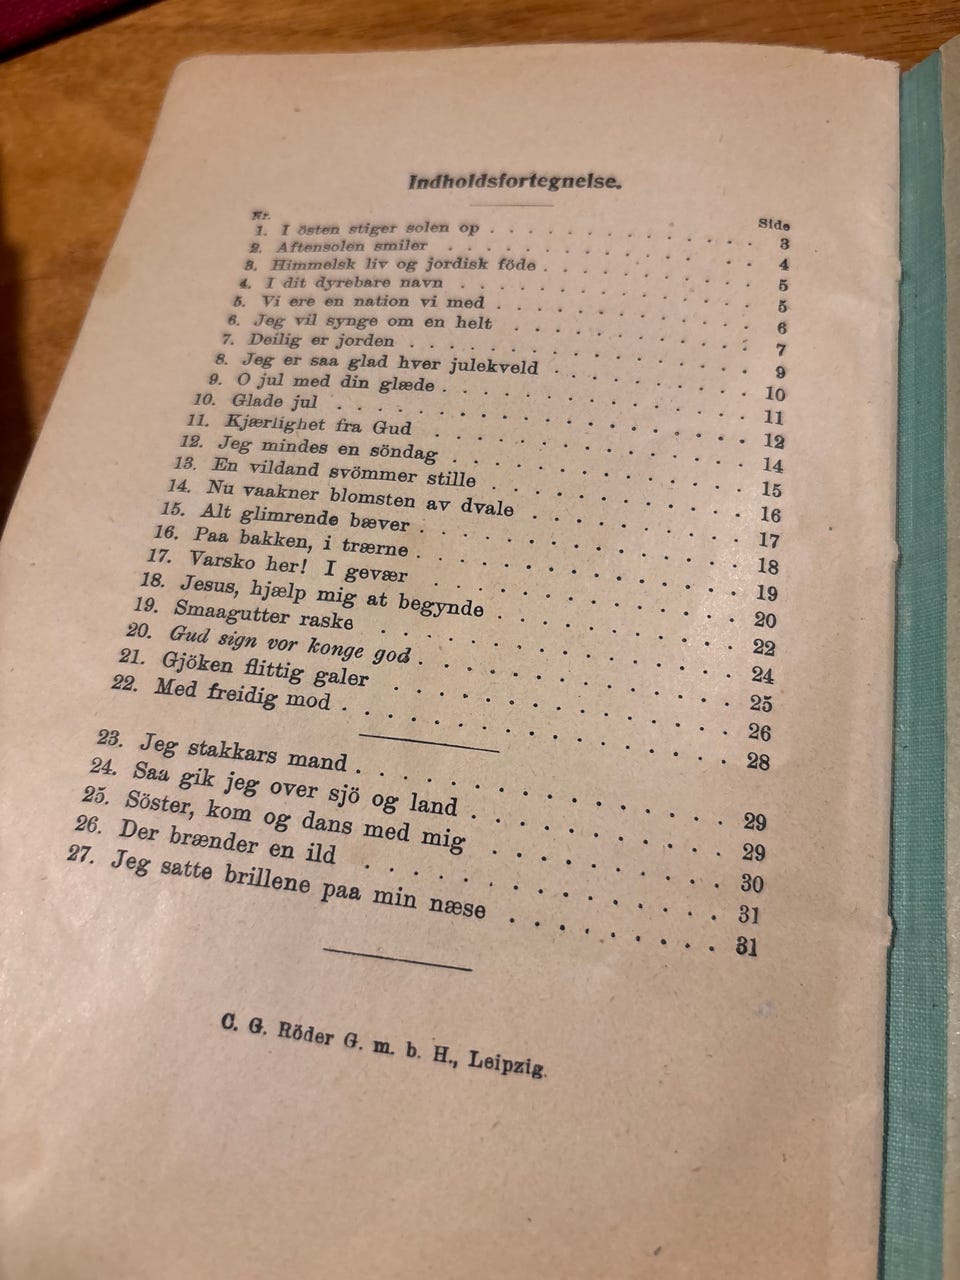 Indholdsfortegnelse.
Nr. Side
1. I östen stiger solen op . . . . . . . . . . . . . 3
2. Aftensolen smiler . . . . . . . . . . . . . . . 4
3. Himmelsk liv og jordisk föde . . . . . . . . . . 5
4. I dit dyrebare navn . . . . . . . . . . . . . . 5
5. Vi ere en nation vi med . . . . . . . . . . . . 6
6. Jeg vil synge om en helt . . . . . . . . . . . . 7
7. Deilig er jorden . . . . . . . . . . . . . . . 9
8. Jeg er saa glad hver julekveld . . . . . . . . . 10
9. O jul med din glæde . . . . . . . . . . . . . . 11
10. Glade jul . . . . . . . . . . . . . . . . . . 12
11. Kjærlighet fra Gud . . . . . . . . . . . . . . 14
12. Jeg mindes en söndag . . . . . . . . . . . . . 15
13. En vildand svömmer stille . . . . . . . . . . . 16
14. Nu vaakner blomsten av dvale . . . . . . . . . 17
15. Alt glimrende bæver . . . . . . . . . . . . . . 18
16. Paa bakken, i trærne . . . . . . . . . . . . . 19
17. Varsko her! I gevær . . . . . . . . . . . . . . 20
18. Jesus, hjælp mig at begynde . . . . . . . . . . 22
19. Smaagutter raske . . . . . . . . . . . . . . . 24
20. Gud sign vor konge god . . . . . . . . . . . . 25
21. Gjöken flittig galer . . . . . . . . . . . . . 26
22. Med freidig mod . . . . . . . . . . . . . . . . 28
23. Jeg stakkars mand . . . . . . . . . . . . . . . 29
24. Saa gik jeg over sjö og land . . . . . . . . . 29
25. Söster, kom og dans med mig . . . . . . . . . . 30
26. Der brænder en ild . . . . . . . . . . . . . . 31
27. Jeg satte brillene paa min næse . . . . . . . . 31
C. G. Röder G. m. b. H., Leipzig.